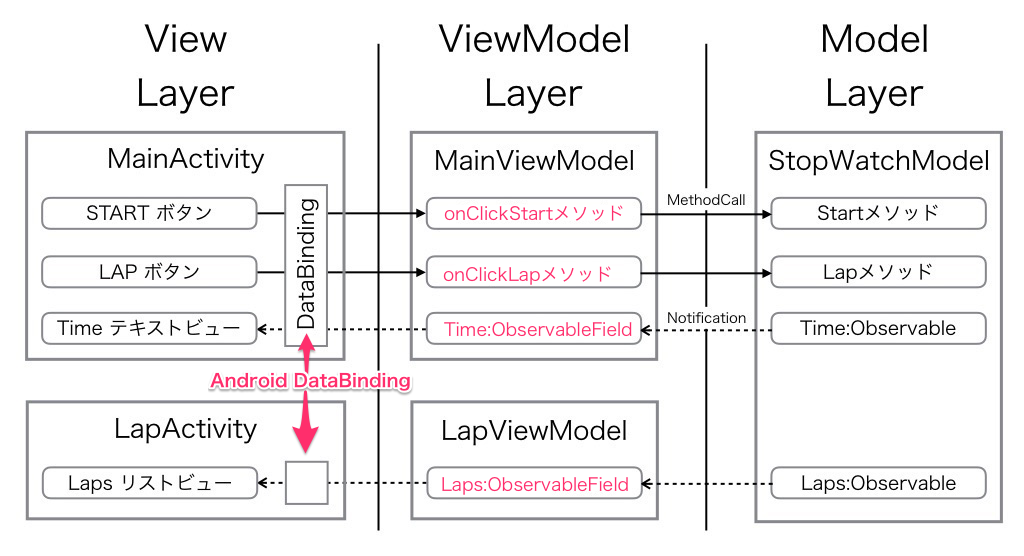 View
Layer
ViewModel
Layer
Model
Layer
MainActivity
START ボタン
LAP ボタン
Time テキストビュー
DataBinding
MainViewModel
onClickStartメソッド
onClickLapメソッド
Time:ObservableField
MethodCall
Notification
StopWatchModel
Startメソッド
Lapメソッド
Time:Observable
Android DataBinding
LapActivity
Laps リストビュー
LapViewModel
Laps:ObservableField
Laps:Observable